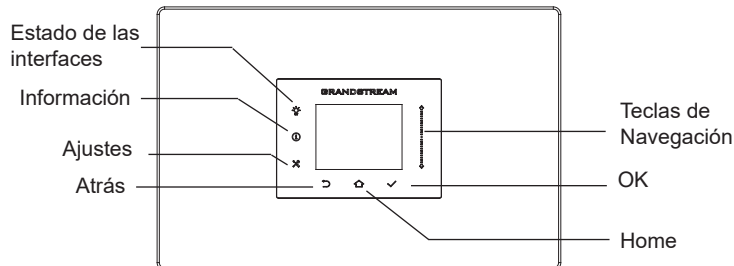 Estado de las
interfaces
Información
Ajustes
Atrás
GRANDSTREAM
Teclas de
Navegación
OK
Home